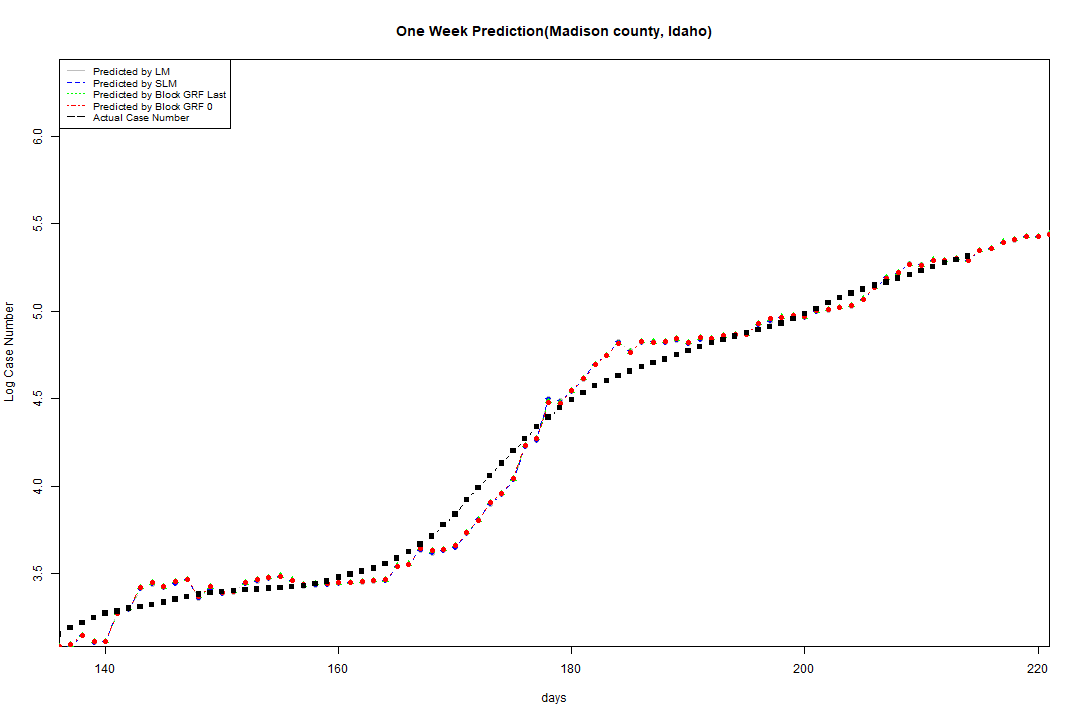 One Week Prediction(Madison county, Idaho)
Predicted by LM
Predicted by SLM
Predicted by Block GRF Last
Predicted by Block GRF 0
Actual Case Number
6.0
5.5
5.0
4.5
4.0
3.5
Log Case Number
140 160 180 200 220
days